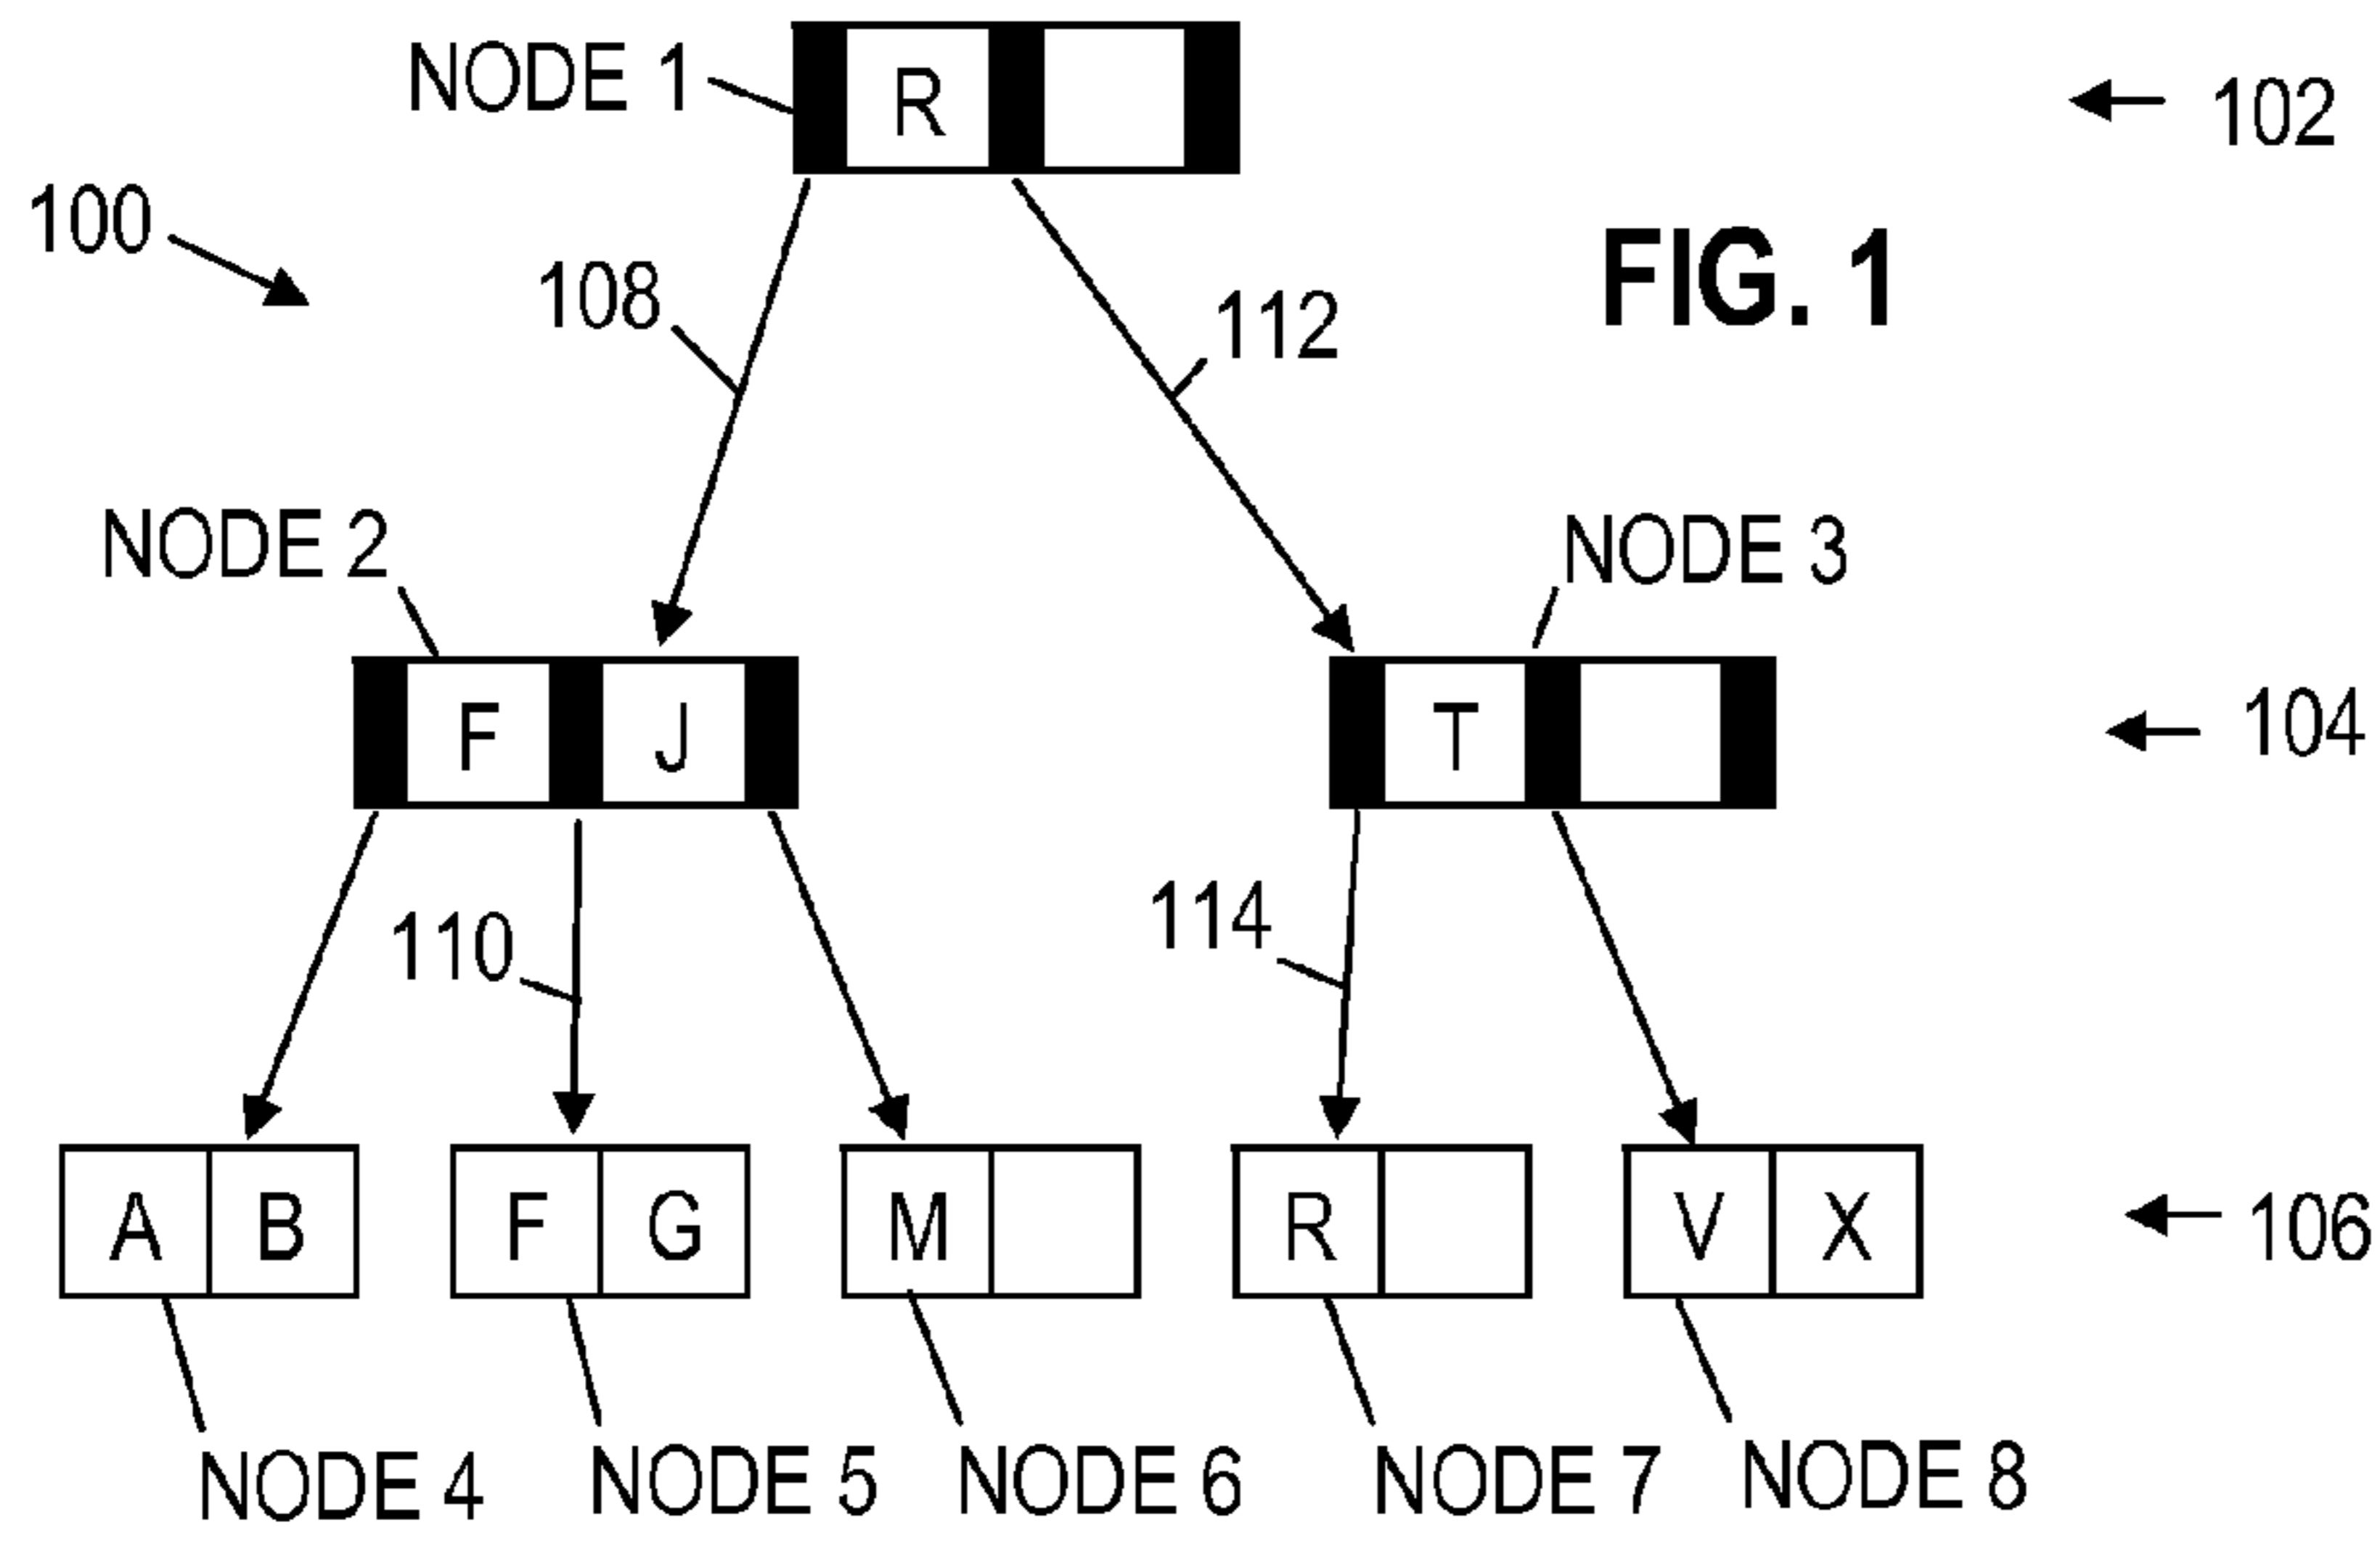 NODE 1
R
102
100
FIG. 1
108
112
NODE 2
NODE 3
F J
T
104
110
114
A B
F G
M
R
V X
106
NODE 4
NODE 5
NODE 6
NODE 7
NODE 8